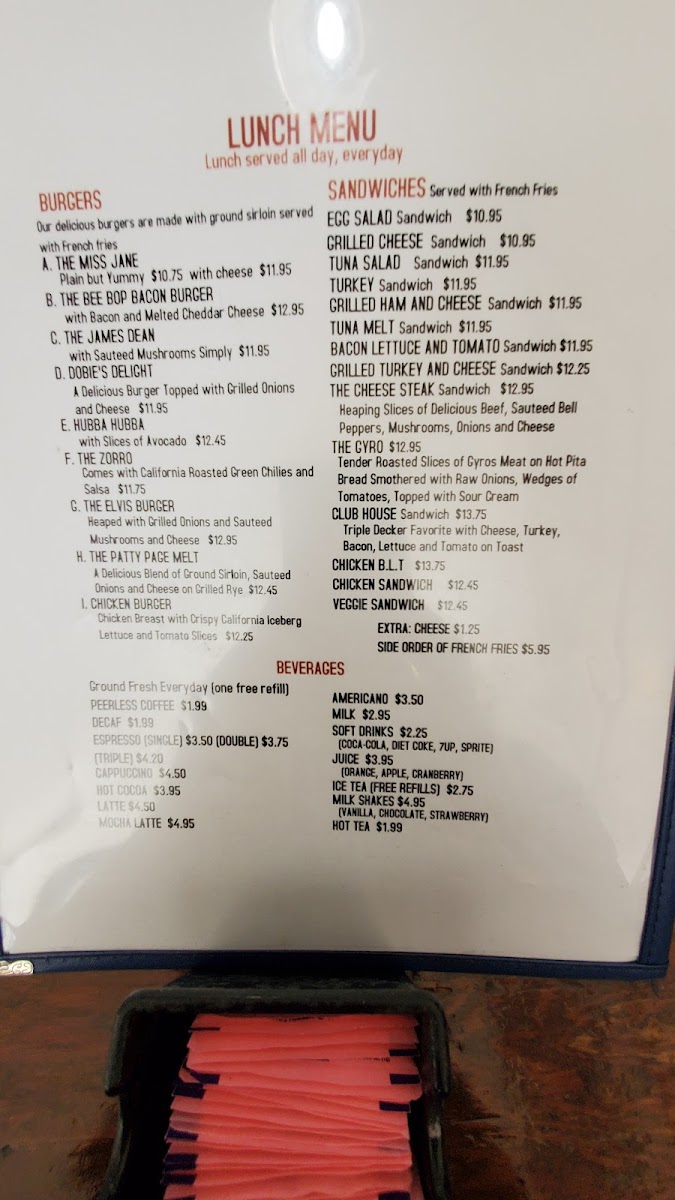 LUNCH MENU
Lunch served all day, everyday
BURGERS
Our delicious burgers are made with ground sirloin served
with French fries
A. THE MISS JANE
Plain but Yummy $10.75 with cheese $11.95
B. THE BEE BOP BACON BURGER
with Bacon and Melted Cheddar Cheese $12.95
C. THE JAMES DEAN
with Sauteed Mushrooms Simply $11.95
D. DOBIE'S DELIGHT
A Delicious Burger Topped with Grilled Onions
and Cheese $11.95
E. HUBBA HUBBA
with Slices of Avocado $12.45
F. THE ZORRO
Comes with California Roasted Green Chilies and
Salsa $11.75
G. THE ELVIS BURGER
Heaped with Grilled Onions and Sauteed
Mushrooms and Cheese $12.95
H. THE PATTY PAGE MELT
A Delicious Blend of Ground Sirloin, Sauteed
Onions and Cheese on Grilled Rye $12.45
I. CHICKEN BURGER
Chicken Breast with Crispy California Iceberg
Lettuce and Tomato Slices $12.25
SANDWICHES Served with French Fries
EGG SALAD Sandwich $10.95
GRILLED CHEESE Sandwich $10.95
TUNA SALAD Sandwich $11.95
TURKEY Sandwich $11.95
GRILLED HAM AND CHEESE Sandwich $11.95
TUNA MELT Sandwich $11.95
BACON LETTUCE AND TOMATO Sandwich $11.95
GRILLED TURKEY AND CHEESE Sandwich $12.25
THE CHEESE STEAK Sandwich $12.95
Heaping Slices of Delicious Beef, Sauteed Bell
Peppers, Mushrooms, Onions and Cheese
THE GYRO $12.95
Tender Roasted Slices of Gyros Meat on Hot Pita
Bread Smothered with Raw Onions, Wedges of
Tomatoes, Topped with Sour Cream
CLUB HOUSE Sandwich $13.75
Triple Decker Favorite with Cheese, Turkey,
Bacon, Lettuce and Tomato on Toast
CHICKEN B.L.T $13.75
CHICKEN SANDWICH $12.45
VEGGIE SANDWICH $12.45
EXTRA: CHEESE $1.25
SIDE ORDER OF FRENCH FRIES $5.95
BEVERAGES
Ground Fresh Everyday (one free refill)
PEERLESS COFFEE $1.99
DECAF $1.99
ESPRESSO (SINGLE) $3.50 (DOUBLE) $3.75
(TRIPLE) $4.20
CAPPUCCINO $4.50
HOT COCOA $3.95
LATTE $4.50
MOCHA LATTE $4.95
AMERICANO $3.50
MILK $2.95
SOFT DRINKS $2.25
(COCA-COLA, DIET COKE, 7UP, SPRITE)
JUICE $3.95
(ORANGE, APPLE, CRANBERRY)
ICE TEA (FREE REFILLS) $2.75
MILK SHAKES $4.95
(VANILLA, CHOCOLATE, STRAWBERRY)
HOT TEA $1.99